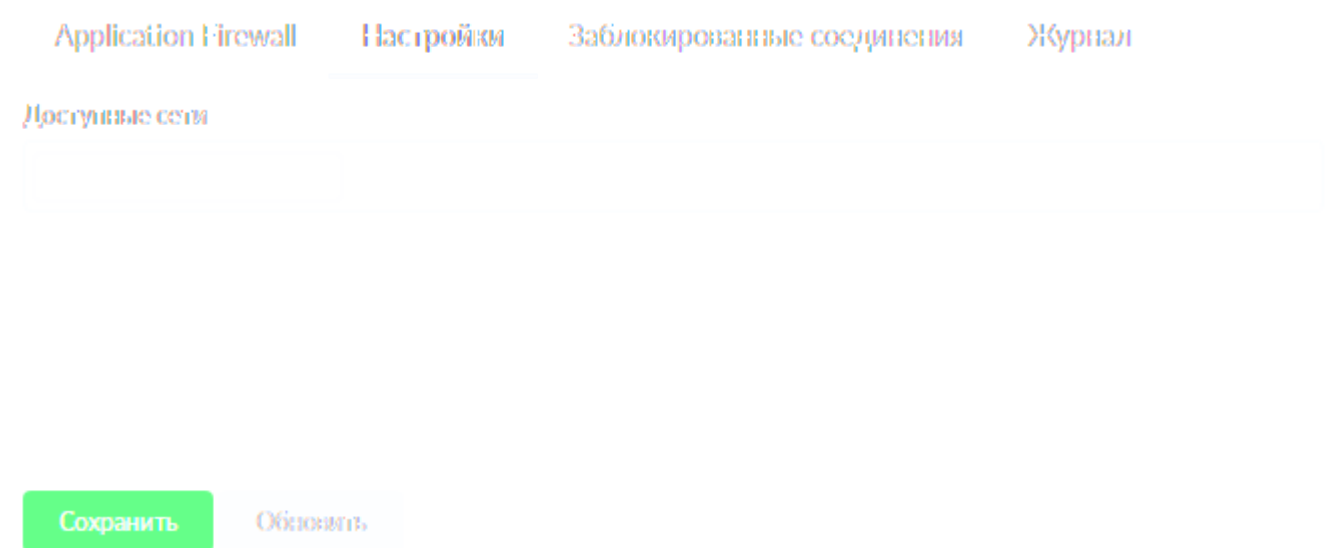 Application Firewall Настройки Заблокированные соединения Журнал
Доступные сети
Сохранить Обновить